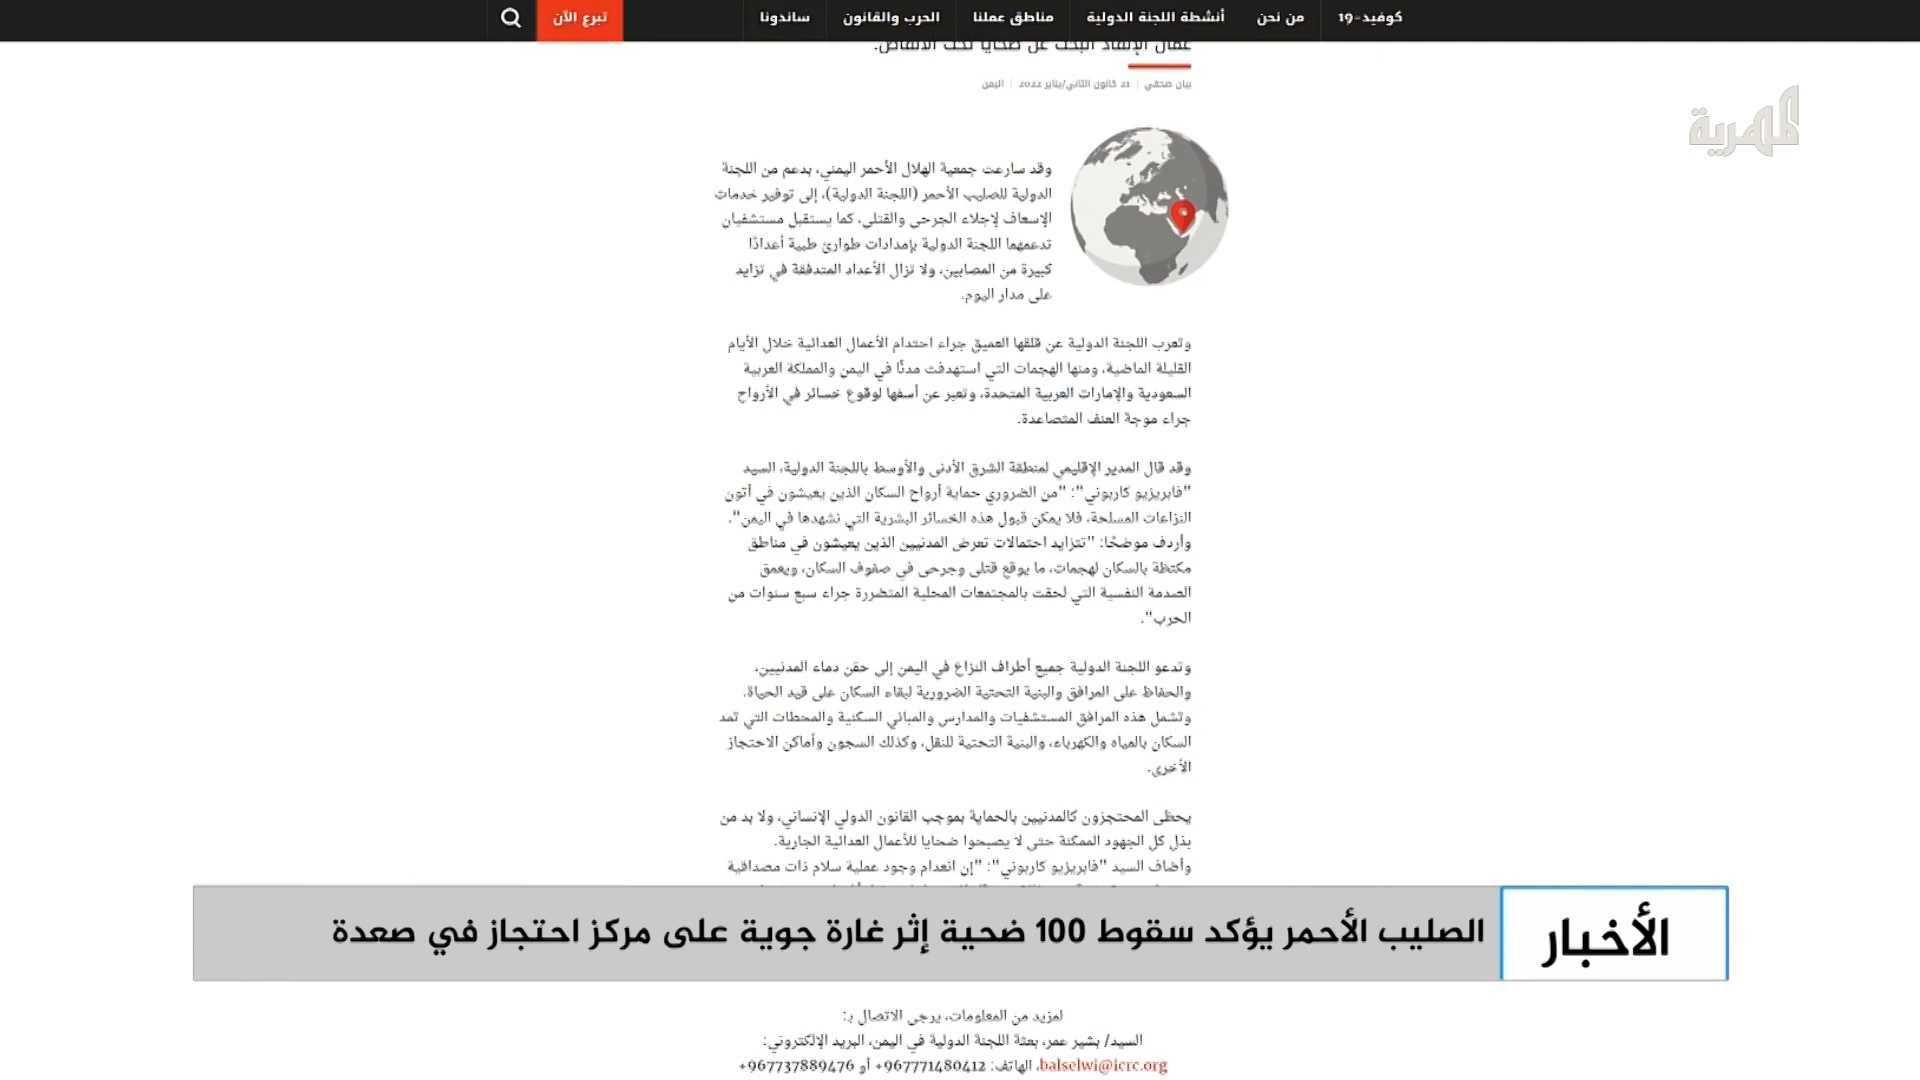 كوفيد-19 من نحن أنشطة اللجنة الدولية مناطق عملنا الحرب والقانون ساندونا تبرع الآن
عمال الإنقاذ البحث عن ضحايا تحت الأنقاض.
بيان صحفي 21 كانون الثاني/يناير 2022 اليمن
المهرية
وقد سارعت جمعية الهلال الأحمر اليمني، بدعم من اللجنة
الدولية للصليب الأحمر (اللجنة الدولية)، إلى توفير خدمات
الإسعاف لإجلاء الجرحى والقتلى، كما يستقبل مستشفيان
تدعمهما اللجنة الدولية بإمدادات طوارئ طبية أعدادًا
كبيرة من المصابين، ولا تزال الأعداد المتدفقة في تزايد
على مدار اليوم.
وتعرب اللجنة الدولية عن قلقها العميق جراء احتدام الأعمال العدائية خلال الأيام
القليلة الماضية، ومنها الهجمات التي استهدفت مدنًا في اليمن والمملكة العربية
السعودية والإمارات العربية المتحدة، وتعبر عن أسفها لوقوع خسائر في الأرواح
جراء موجة العنف المتصاعدة.
وقد قال المدير الإقليمي لمنطقة الشرق الأدنى والأوسط باللجنة الدولية، السيد
"فابريزيو كاربوني": "من الضروري حماية أرواح السكان الذين يعيشون في أتون
النزاعات المسلحة، فلا يمكن قبول هذه الخسائر البشرية التي نشهدها في اليمن".
وأردف موضحًا: "تتزايد احتمالات تعرض المدنيين الذين يعيشون في مناطق
مكتظة بالسكان لهجمات، ما يوقع قتلى وجرحى في صفوف السكان، ويعمق
الصدمة النفسية التي لحقت بالمجتمعات المحلية المتضررة جراء سبع سنوات من
الحرب".
وتدعو اللجنة الدولية جميع أطراف النزاع في اليمن إلى حقن دماء المدنيين،
والحفاظ على المرافق والبنية التحتية الضرورية لبقاء السكان على قيد الحياة.
وتشمل هذه المرافق المستشفيات والمدارس والمباني السكنية والمحطات التي تمد
السكان بالمياه والكهرباء، والبنية التحتية للنقل، وكذلك السجون وأماكن الاحتجاز
الأخرى.
يحظى المحتجزون كالمدنيين بالحماية بموجب القانون الدولي الإنساني، ولا بد من
بذل كل الجهود الممكنة حتى لا يصبحوا ضحايا للأعمال العدائية الجارية.
وأضاف السيد "فابريزيو كاربوني": "إن انعدام وجود عملية سلام ذات مصداقية
الأخبار
الصليب الأحمر يؤكد سقوط 100 ضحية إثر غارة جوية على مركز احتجاز في صعدة
لمزيد من المعلومات، يرجى الاتصال بـ:
السيد/ بشير عمر، بعثة اللجنة الدولية في اليمن، البريد الإلكتروني:
balselwi@icrc.org، الهاتف: 967771480412+ أو 967737889476+